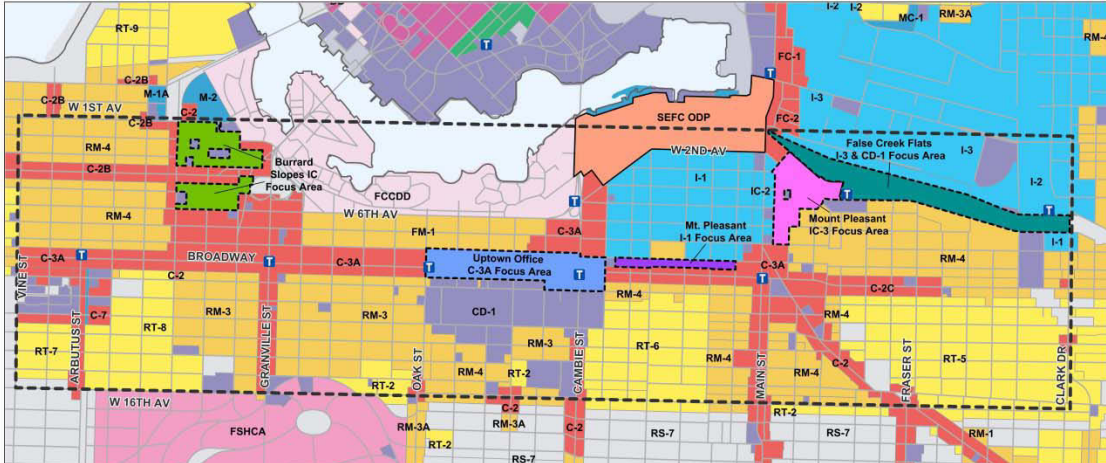 RT-9
I-2
I-2
MC-1
RM-3A
RM-4
FC-1
C-2B
M-1A
M-2
C-2B
C-2
I-3
W 1ST AV
C-2B
FC-2
SEFC ODP
W 2ND AV
RM-4
Burrard
Slopes IC
Focus Area
False Creek Flats
I-3 & CD-1 Focus Area
I-3
I-2
C-2B
I-1
IC-2
FCCDD
RM-4
W 6TH AV
Mt. Pleasant
I-1 Focus Area
Mount Pleasant
IC-3 Focus Area
FM-1
C-3A
I-1
VINE ST
C-3A
BROADWAY
C-3A
Uptown Office
C-3A Focus Area
C-3A
RM-4
C-2
RM-4
C-2C
C-7
ARBUTUS ST
RT-8
RM-3
GRANVILLE ST
RM-3
CD-1
RM-4
RT-7
OAK ST
RM-3
CAMBIE ST
RT-6
RM-4
MAIN ST
RM-4
C-2
FRASER ST
RT-5
CLARK DR
RT-2
RM-4
RT-2
W 16TH AV
C-2
RT-2
FSHCA
RM-3A
RT-2
RM-3A
C-2
RS-7
RS-7
RS-7
RM-1
T
T
T
T
T
T
T
T
T
T